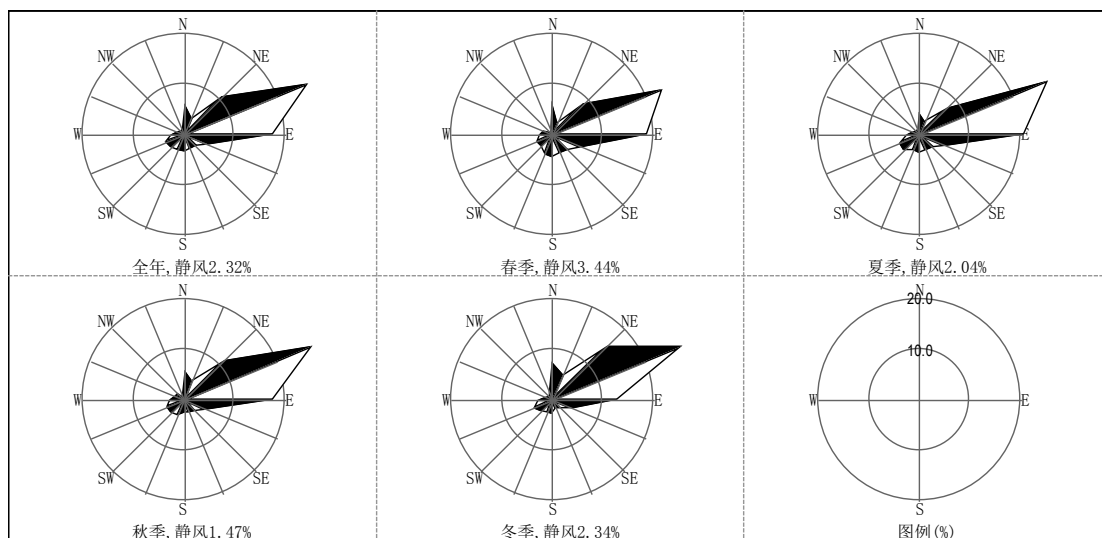 N
NW NE
W E
SW SE
S
全年,静风2.32%
N
NW NE
W E
SW SE
S
春季,静风3.44%
N
NW NE
W E
SW SE
S
夏季,静风2.04%
N
NW NE
W E
SW SE
S
秋季,静风1.47%
N
NW NE
W E
SW SE
S
冬季,静风2.34%
N
20.0
10.0
W E
S
图例(%)